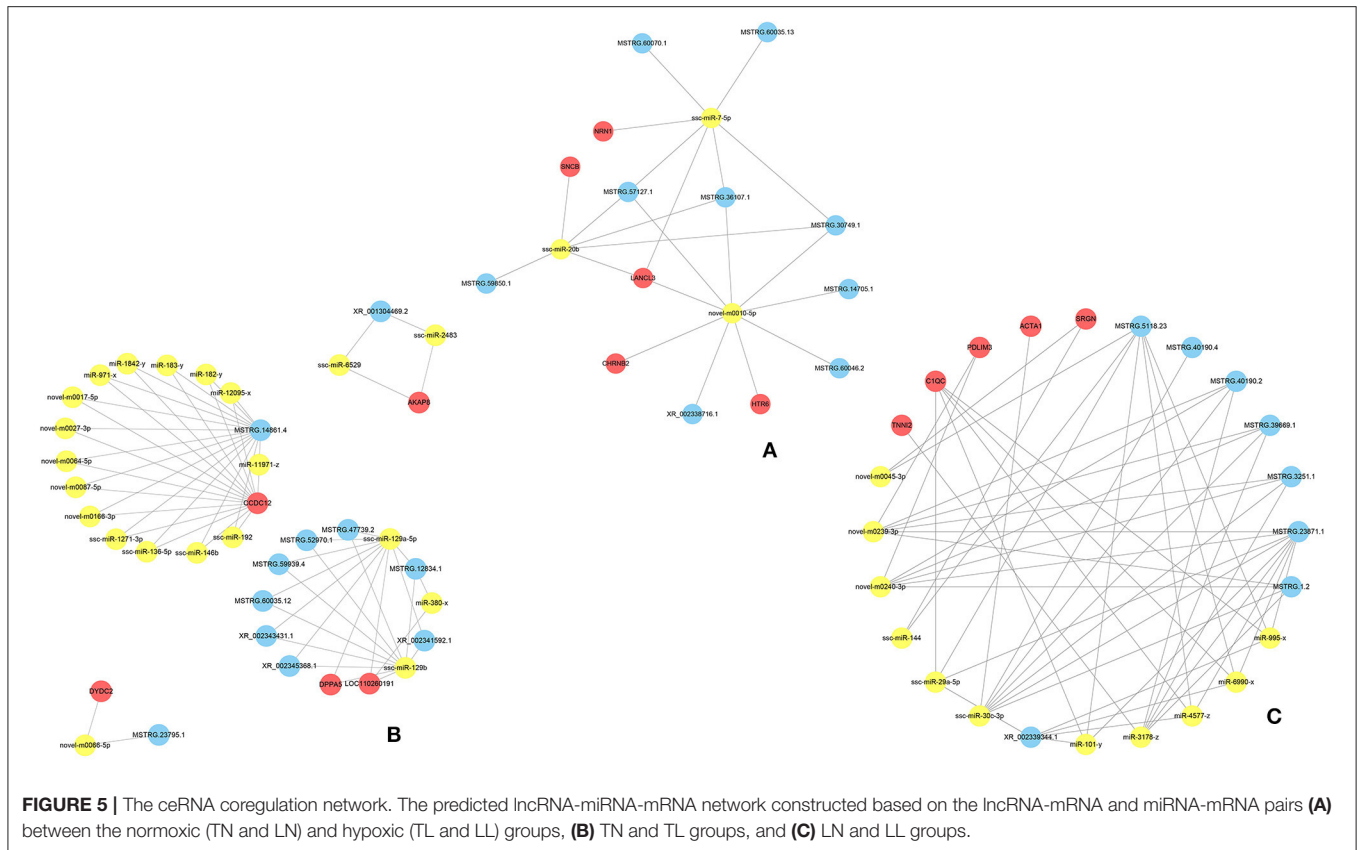 MSTRG.60035.13
MSTRG.60070.1
ssc-miR-7-5p
NRN1
SNCB
MSTRG.57127.1
MSTRG.36107.1
MSTRG.30749.1
ssc-miR-20b
LANCL3
MSTRG.59850.1
MSTRG.14705.1
novel-m0010-5p
CHRNB2
MSTRG.60046.2
HTR6
XR_002338716.1
A
XR_001304469.2
ssc-miR-2483
ssc-miR-6529
AKAP8
miR-183-y
miR-1842-y
miR-182-y
miR-971-x
miR-12095-x
novel-m0017-5p
MSTRG.14861.4
novel-m0027-3p
miR-11971-z
novel-m0064-5p
novel-m0087-5p
CCDC12
novel-m0166-3p
ssc-miR-192
ssc-miR-1271-3p
ssc-miR-146b
ssc-miR-136-5p
MSTRG.47739.2
ssc-miR-129a-5p
MSTRG.52970.1
MSTRG.59939.4
MSTRG.12834.1
MSTRG.60035.12
miR-380-x
XR_002343431.1
XR_002341592.1
XR_002345368.1
ssc-miR-129b
DPPA5
LOC110260191
B
DYDC2
MSTRG.23795.1
novel-m0086-5p
SRGN
ACTA1
MSTRG.5118.23
PDLIM3
MSTRG.40190.4
C1QC
MSTRG.40190.2
TNNI2
MSTRG.39669.1
novel-m0045-3p
MSTRG.3251.1
novel-m0239-3p
MSTRG.23871.1
novel-m0240-3p
MSTRG.1.2
ssc-miR-144
miR-995-x
ssc-miR-29a-5p
miR-6990-x
ssc-miR-30c-3p
miR-4577-z
XR_002339344.1
miR-3178-z
miR-101-y
C
FIGURE 5 | The ceRNA coregulation network. The predicted lncRNA-miRNA-mRNA network constructed based on the lncRNA-mRNA and miRNA-mRNA pairs (A)
between the normoxic (TN and LN) and hypoxic (TL and LL) groups, (B) TN and TL groups, and (C) LN and LL groups.